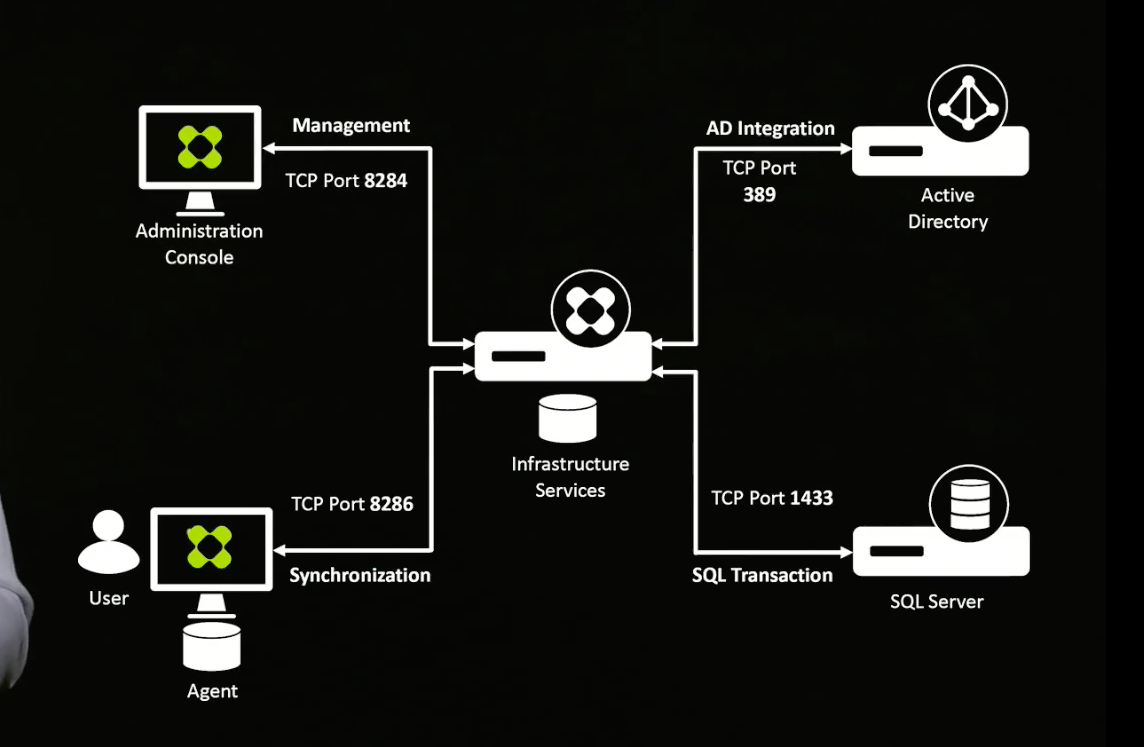 Management
TCP Port 8284
Administration
Console
AD Integration
TCP Port
389
Active
Directory
Infrastructure
Services
TCP Port 8286
Synchronization
User
Agent
TCP Port 1433
SQL Transaction
SQL Server